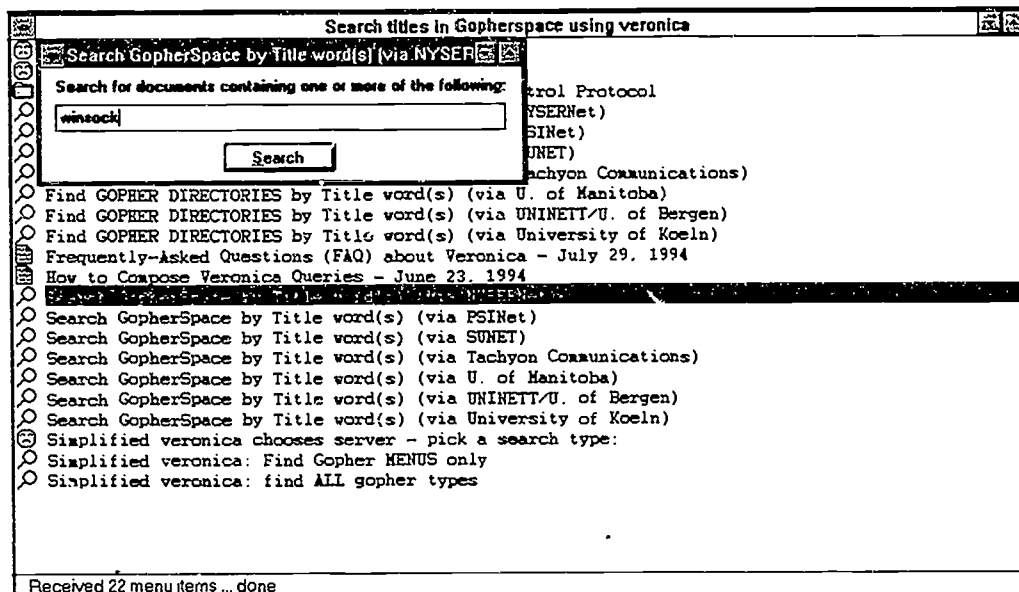 Search titles in Gopherspace using veronica
Search GopherSpace by Title word(s) (via NYSER
Search for documents containing one or more of the following:
winsock
Search
trol Protocol
YSERNet)
SINet)
UNET)
achyon Communications)
Find GOPHER DIRECTORIES by Title word(s) (via U. of Manitoba)
Find GOPHER DIRECTORIES by Title word(s) (via UNINETT/U. of Bergen)
Find GOPHER DIRECTORIES by Title word(s) (via University of Koeln)
Frequently-Asked Questions (FAQ) about Veronica - July 29, 1994
How to Compose Veronica Queries - June 23, 1994
Search GopherSpace by Title word(s) (via PSINet)
Search GopherSpace by Title word(s) (via SUNET)
Search GopherSpace by Title word(s) (via Tachyon Communications)
Search GopherSpace by Title word(s) (via U. of Manitoba)
Search GopherSpace by Title word(s) (via UNINETT/U. of Bergen)
Search GopherSpace by Title word(s) (via University of Koeln)
Simplified veronica chooses server - pick a search type:
Simplified veronica: Find Gopher MENUS only
Simplified veronica: find ALL gopher types
Received 22 menu items ... done